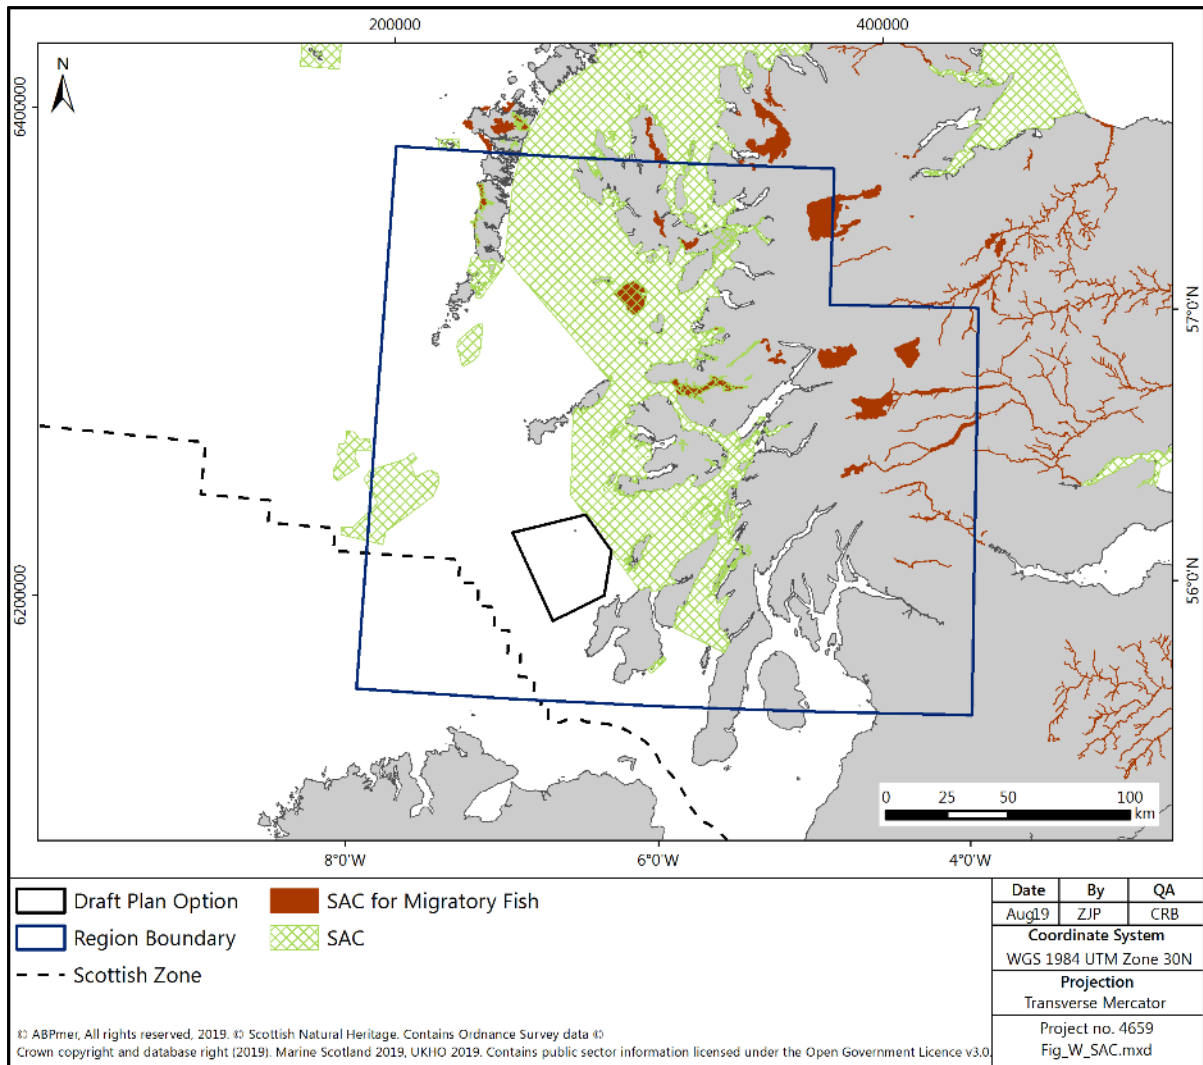 200000
400000
N
6400000
6200000
57°0'N
56°0'N
0
25
50
100
km
8°0'W
6°0'W
4°0'W
Draft Plan Option
SAC for Migratory Fish
Region Boundary
SAC
Scottish Zone
Date By QA
Aug19 ZJP CRB
Coordinate System
WGS 1984 UTM Zone 30N
Projection
Transverse Mercator
Project no. 4659
Fig_W_SAC.mxd
© ABPmer, All rights reserved, 2019. © Scottish Natural Heritage. Contains Ordnance Survey data ©
Crown copyright and database right (2019). Marine Scotland 2019, UKHO 2019. Contains public sector information licensed under the Open Government Licence v3.0.